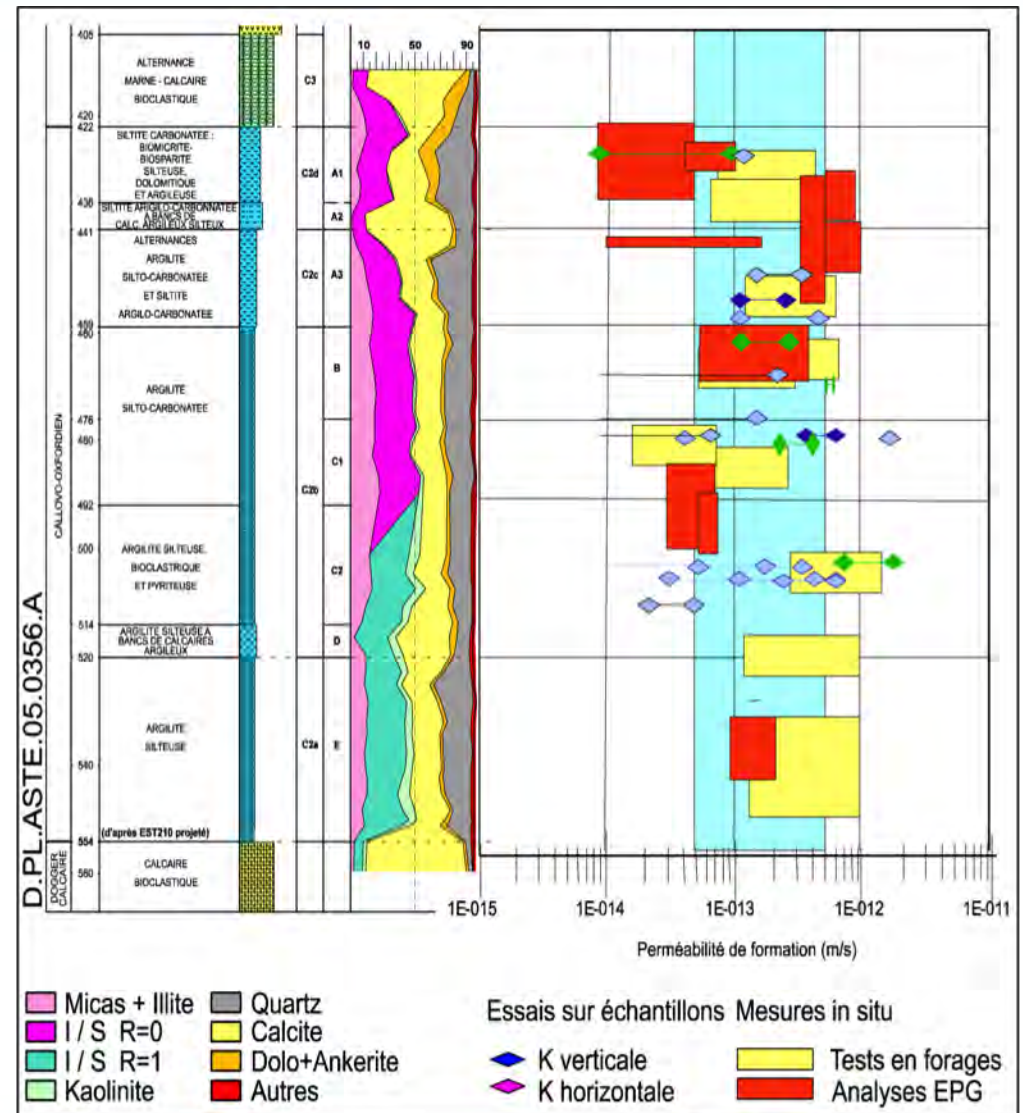 D.PL.ASTE.05.0356.A
CALLOVO-OXFORDIEN
DOGGER
CALCAIRE
405
420
422
436
441
459
460
476
480
492
500
514
520
540
554
560
ALTERNANCE
MARNE - CALCAIRE
BIOCLASTIQUE
SILTITE CARBONATEE :
BIOMICRITE-
BIOSPARITE
SILTEUSE,
DOLOMITIQUE
ET ARGILEUSE
SILTITE ARIGILO-CARBONNATEE
A BANCS DE
CALC. ARGILEUX SILTEUX
ALTERNANCES
ARGILITE
SILTO-CARBONATEE
ET SILTITE
ARGILO-CARBONATEE
ARGILITE
SILTO-CARBONATEE
ARGILITE SILTEUSE,
BIOCLASTRIQUE
ET PYRITEUSE
ARGILITE SILTEUSE A
BANCS DE CALCAIRES
ARGILEUX
ARGILITE
SILTEUSE
(d'après EST210 projeté)
CALCAIRE
BIOCLASTIQUE
C3
C2d
C2c
C2b
C2a
A1
A2
A3
B
C1
C2
D
E
10 50 90
1E-015 1E-014 1E-013 1E-012 1E-011
Perméabilité de formation (m/s)
Micas + Illite
I / S R=0
I / S R=1
Kaolinite
Quartz
Calcite
Dolo+Ankerite
Autres
Essais sur échantillons
K verticale
K horizontale
Mesures in situ
Tests en forages
Analyses EPG